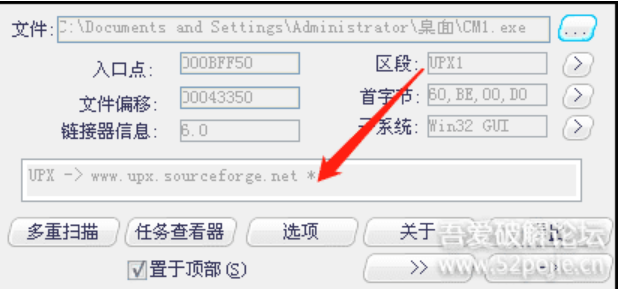 文件: C:\Documents and Settings\Administrator\桌面\CM1.exe ...
入口点: 000BFF50 区段: UPX1 >
文件偏移: 00043350 首字节: 60,BE,00,D0 >
链接器信息: 6.0 子系统: Win32 GUI >
UPX -> www.upx.sourceforge.net *
多重扫描 任务查看器 选项 关于
置于顶部(S) >>
吾爱破解论坛
www.52pojie.cn